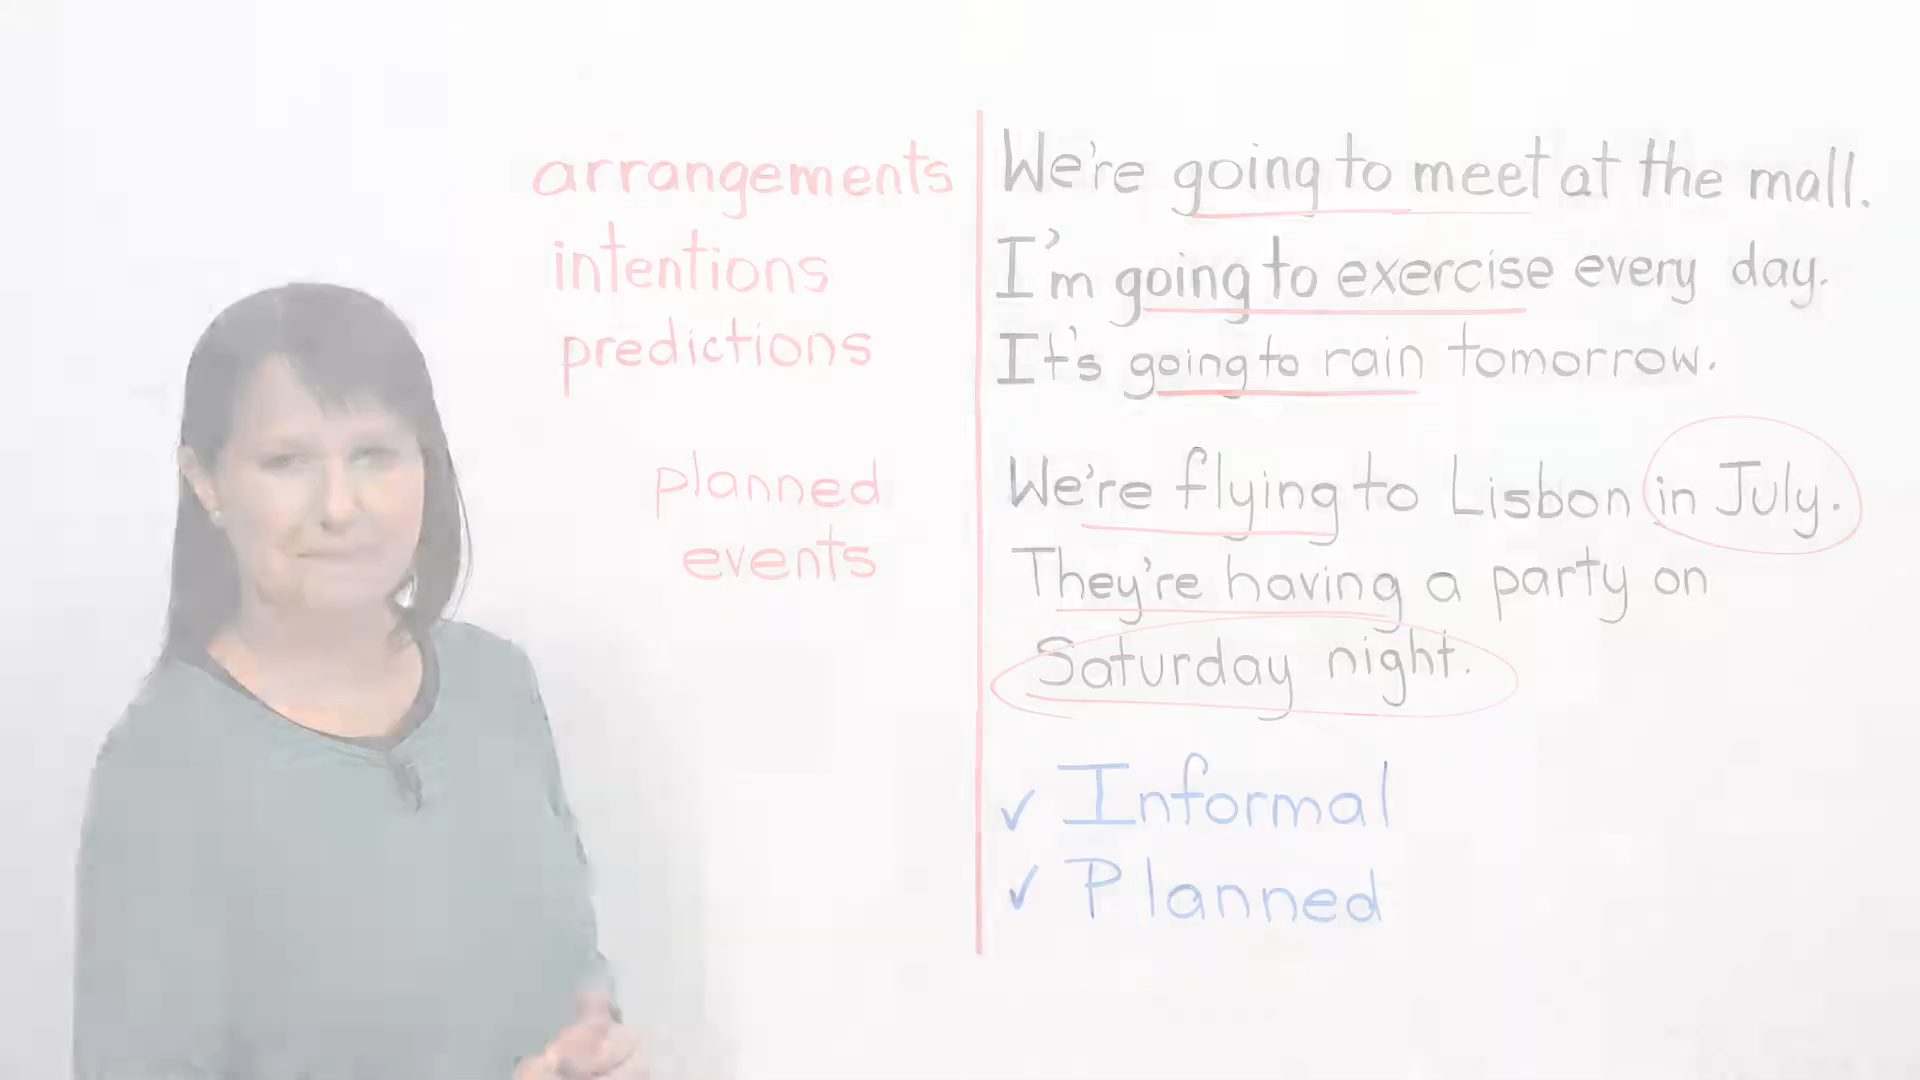 arrangements
intentions
predictions
planned
events
We're going to meet at the mall.
I'm going to exercise every day.
It's going to rain tomorrow.
We're flying to Lisbon in July.
They're having a party on
Saturday night.
✓ Informal
✓ Planned